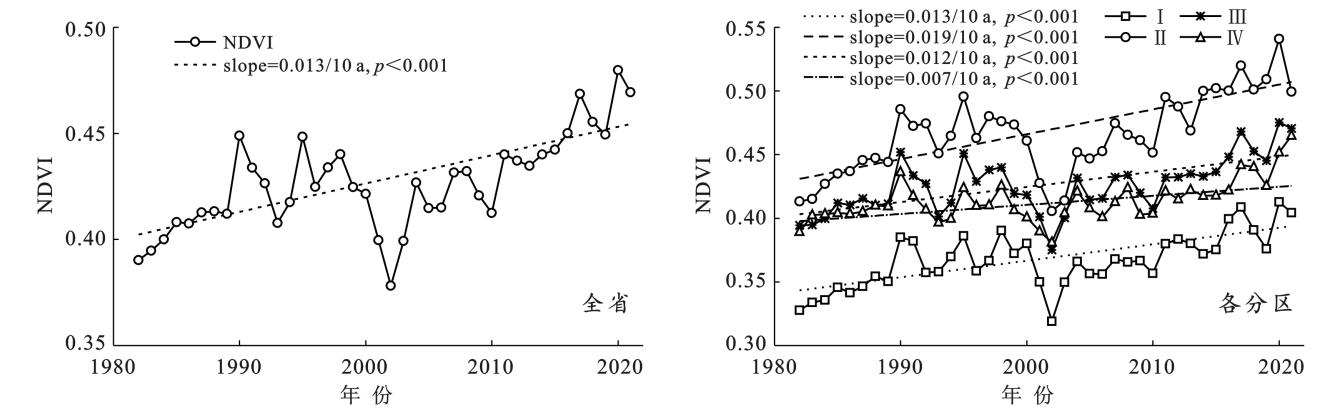 0.50
0.45
0.40
0.35
NDVI
NDVI
slope=0.013/10 a, p<0.001
全省
1980 1990 2000 2010 2020
年 份
0.55
0.50
0.45
0.40
0.35
0.30
NDVI
slope=0.013/10 a, p<0.001
slope=0.019/10 a, p<0.001
slope=0.012/10 a, p<0.001
slope=0.007/10 a, p<0.001
Ⅰ Ⅲ
Ⅱ Ⅳ
各分区
1980 1990 2000 2010 2020
年 份